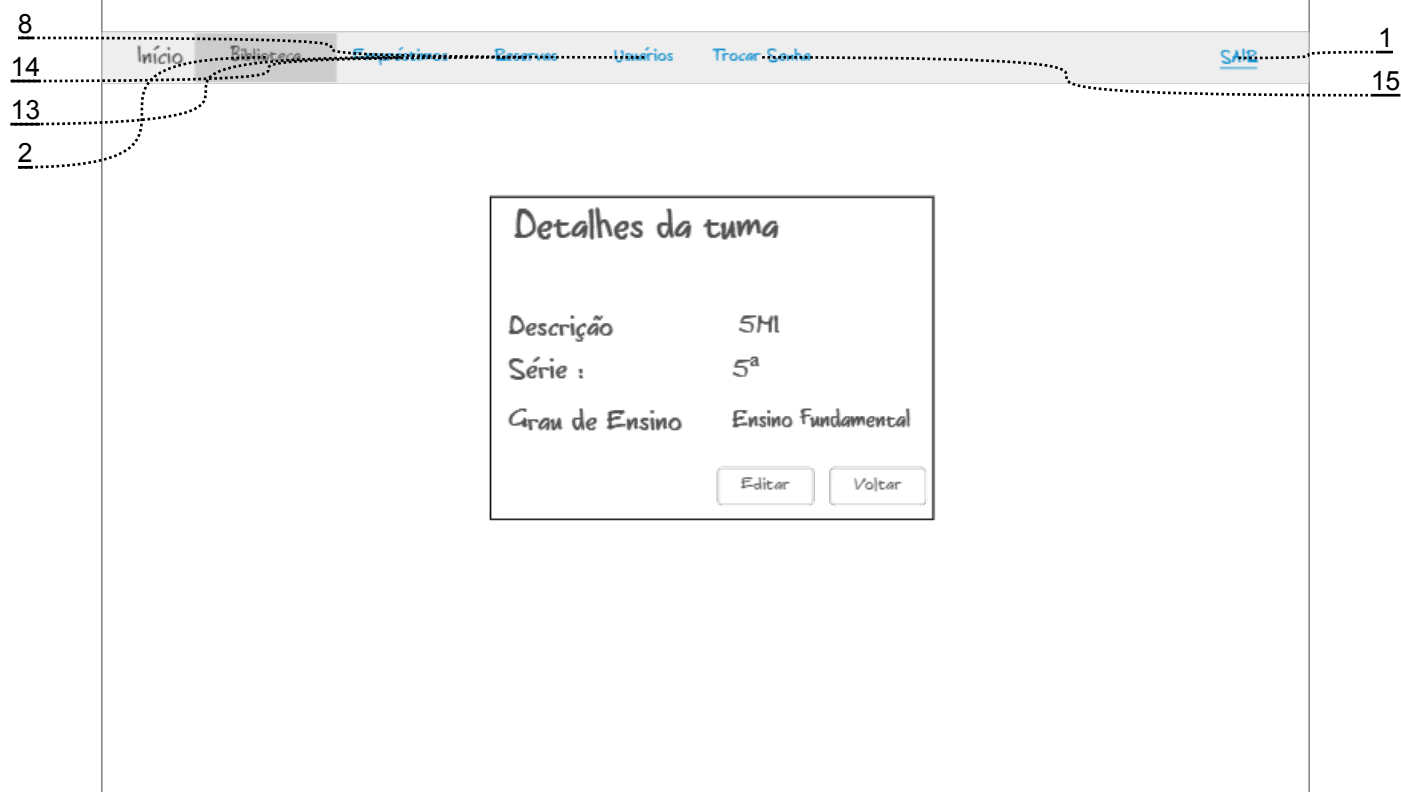 8
14
13
2
Início Biblioteca Empréstimos Reservas Usuários Trocar Senha SAIR
1
15
Detalhes da tuma
Descrição 5M1
Série : 5ª
Grau de Ensino Ensino Fundamental
Editar Voltar